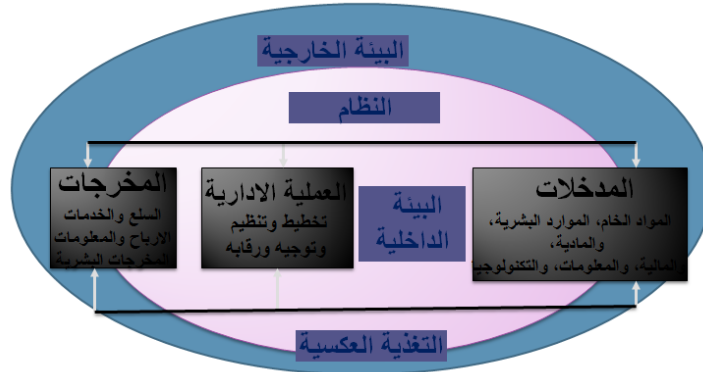 البيئة الخارجية
النظام
المدخلات
المواد الخام، الموارد البشرية،
والمادية،
المالية، والمعلومات، والتكنولوجيا
البيئة
الداخلية
العملية الادارية
تخطيط وتنظيم
وتوجيه ورقابه
المخرجات
السلع والخدمات
الارباح والمعلومات
المخرجات البشرية
التغذية العكسية